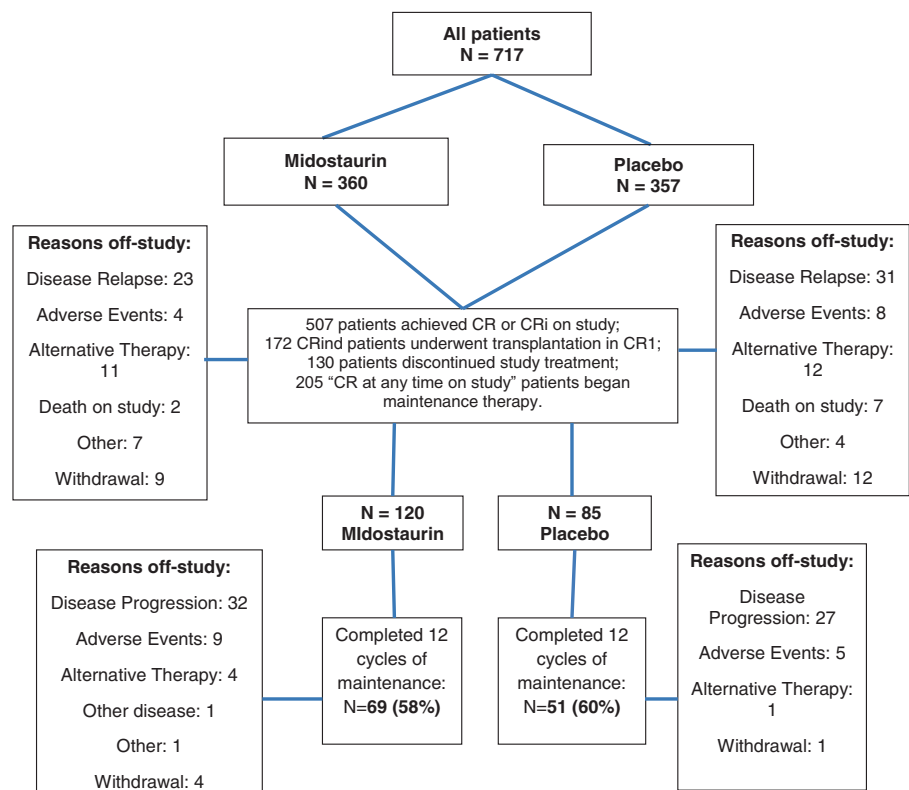 All patients
N = 717
Midostaurin
N = 360
Placebo
N = 357
Reasons off-study:
Disease Relapse: 23
Adverse Events: 4
Alternative Therapy:
11
Death on study: 2
Other: 7
Withdrawal: 9
507 patients achieved CR or CRi on study;
172 CRind patients underwent transplantation in CR1;
130 patients discontinued study treatment;
205 “CR at any time on study” patients began
maintenance therapy.
Reasons off-study:
Disease Relapse: 31
Adverse Events: 8
Alternative Therapy:
12
Death on study: 7
Other: 4
Withdrawal: 12
N = 120
MIdostaurin
N = 85
Placebo
Reasons off-study:
Disease Progression: 32
Adverse Events: 9
Alternative Therapy: 4
Other disease: 1
Other: 1
Withdrawal: 4
Completed 12
cycles of
maintenance:
N=69 (58%)
Completed 12
cycles of
maintenance:
N=51 (60%)
Reasons off-study:
Disease
Progression: 27
Adverse Events: 5
Alternative Therapy:
1
Withdrawal: 1